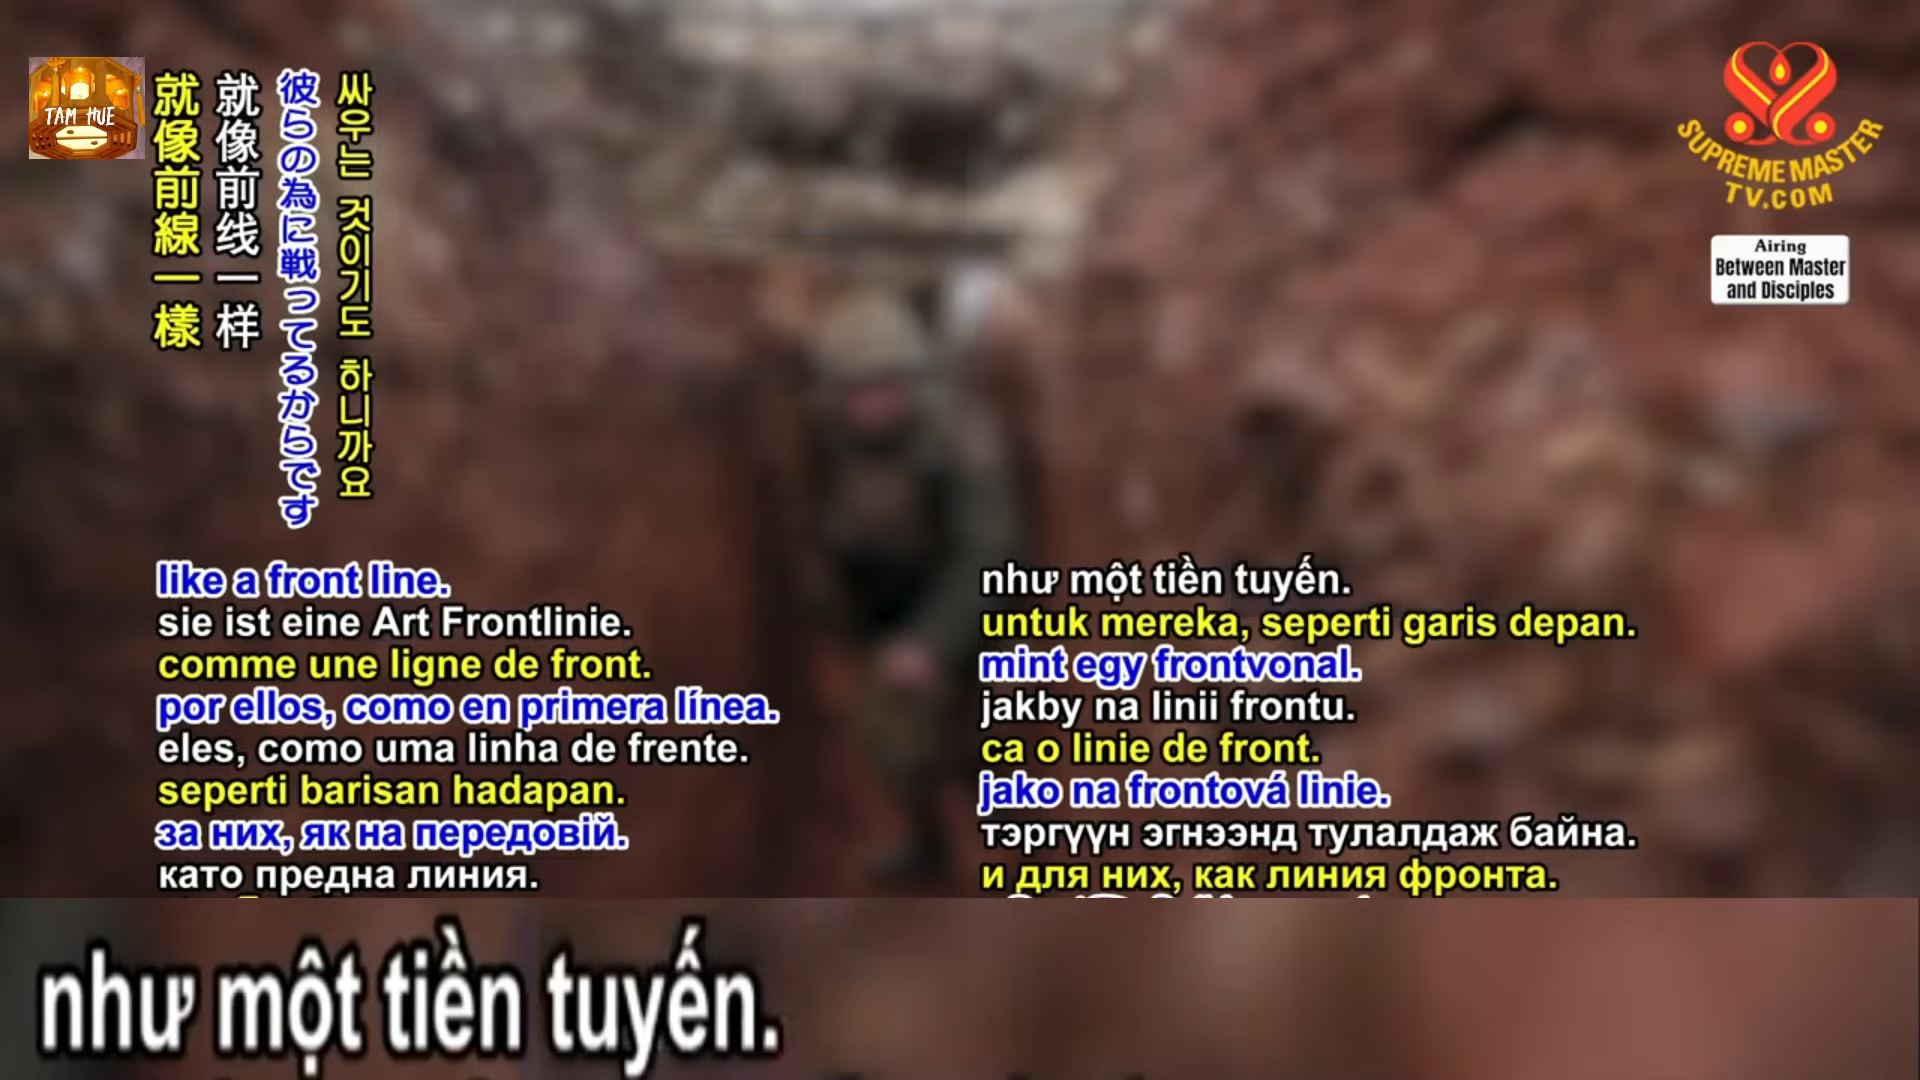 TAM HUE
就像前線一樣
就像前线一样
彼らの為に戦ってるからです
싸우는 것이기도 하니까요
SUPREME MASTER
TV.COM
Airing
Between Master
and Disciples
like a front line.
sie ist eine Art Frontlinie.
comme une ligne de front.
por ellos, como en primera línea.
eles, como uma linha de frente.
seperti barisan hadapan.
за них, як на передовій.
като предна линия.
như một tiền tuyến.
untuk mereka, seperti garis depan.
mint egy frontvonal.
jakby na linii frontu.
ca o linie de front.
jako na frontová linie.
тэргүүн эгнээнд тулалдаж байна.
и для них, как линия фронта.
như một tiền tuyến.